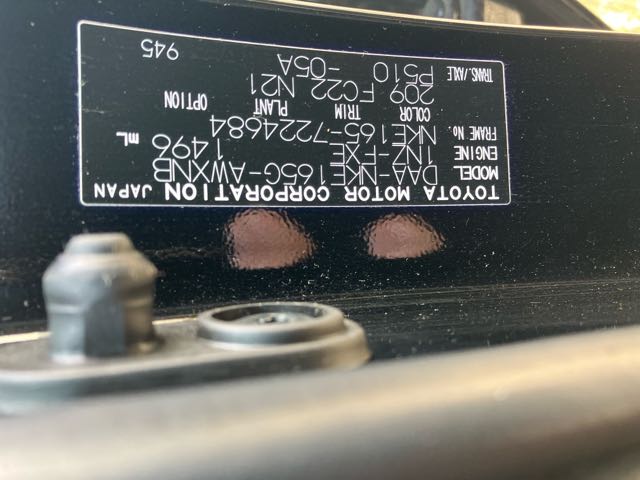 TOYOTA MOTOR CORPORATION JAPAN
MODEL DAA-NKE165G-AWXNB
ENGINE 1NZ-FXE 1496 mL
FRAME No. NKE165-7224684
COLOR TRIM PLANT OPTION
209 FC22 N21
TRANS./AXLE P510
-05A
945